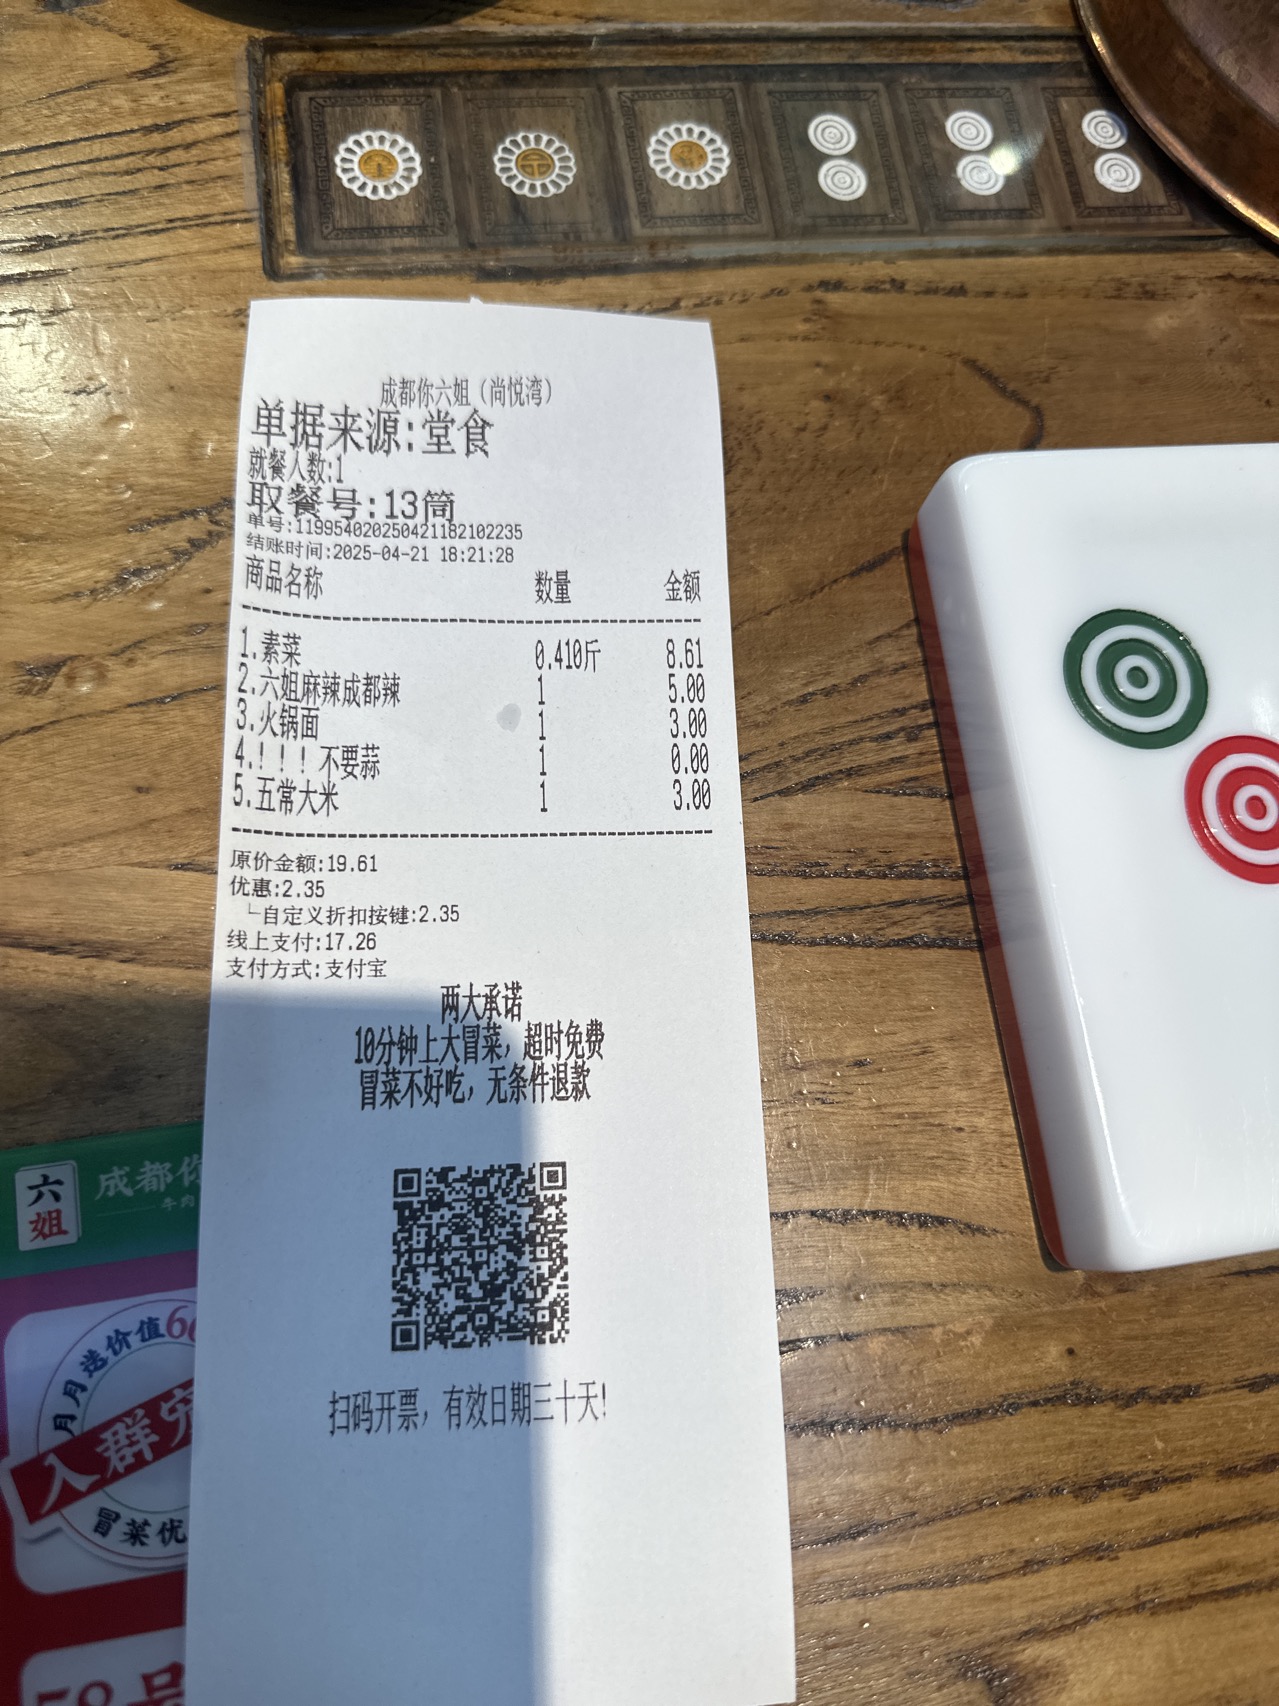 成都你六姐（尚悦湾）
单据来源:堂食
就餐人数:1
取餐号:13筒
单号:119954020250421182102235
结账时间:2025-04-21 18:21:28
商品名称 数量 金额
1.素菜 0.410斤 8.61
2.六姐麻辣成都辣 1 5.00
3.火锅面 1 3.00
4.！！！不要蒜 1 0.00
5.五常大米 1 3.00
原价金额:19.61
优惠:2.35
└自定义折扣按键:2.35
线上支付:17.26
支付方式:支付宝
两大承诺
10分钟上大冒菜，超时免费
冒菜不好吃，无条件退款
扫码开票，有效日期三十天!
六姐
成都你
牛肉
月月送价值6
入群
冒菜优
58号